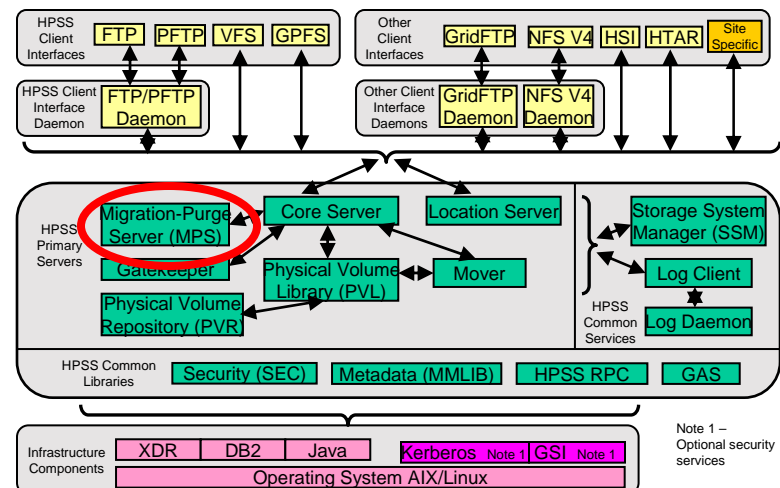 HPSS
Client
Interfaces
FTP
PFTP
VFS
GPFS
Other
Client
Interfaces
GridFTP
NFS V4
HSI
HTAR
Site
Specific
HPSS Client
Interface
Daemon
FTP/PFTP
Daemon
Other Client
Interface
Daemons
GridFTP
Daemon
NFS V4
Daemon
HPSS
Primary
Servers
Migration-Purge
Server (MPS)
Core Server
Location Server
Gatekeeper
Physical Volume
Library (PVL)
Mover
Physical Volume
Repository (PVR)
Storage System
Manager (SSM)
Log Client
Log Daemon
HPSS
Common
Services
HPSS Common
Libraries
Security (SEC)
Metadata (MMLIB)
HPSS RPC
GAS
Infrastructure
Components
XDR
DB2
Java
Kerberos Note 1
GSI Note 1
Operating System AIX/Linux
Note 1 –
Optional security
services